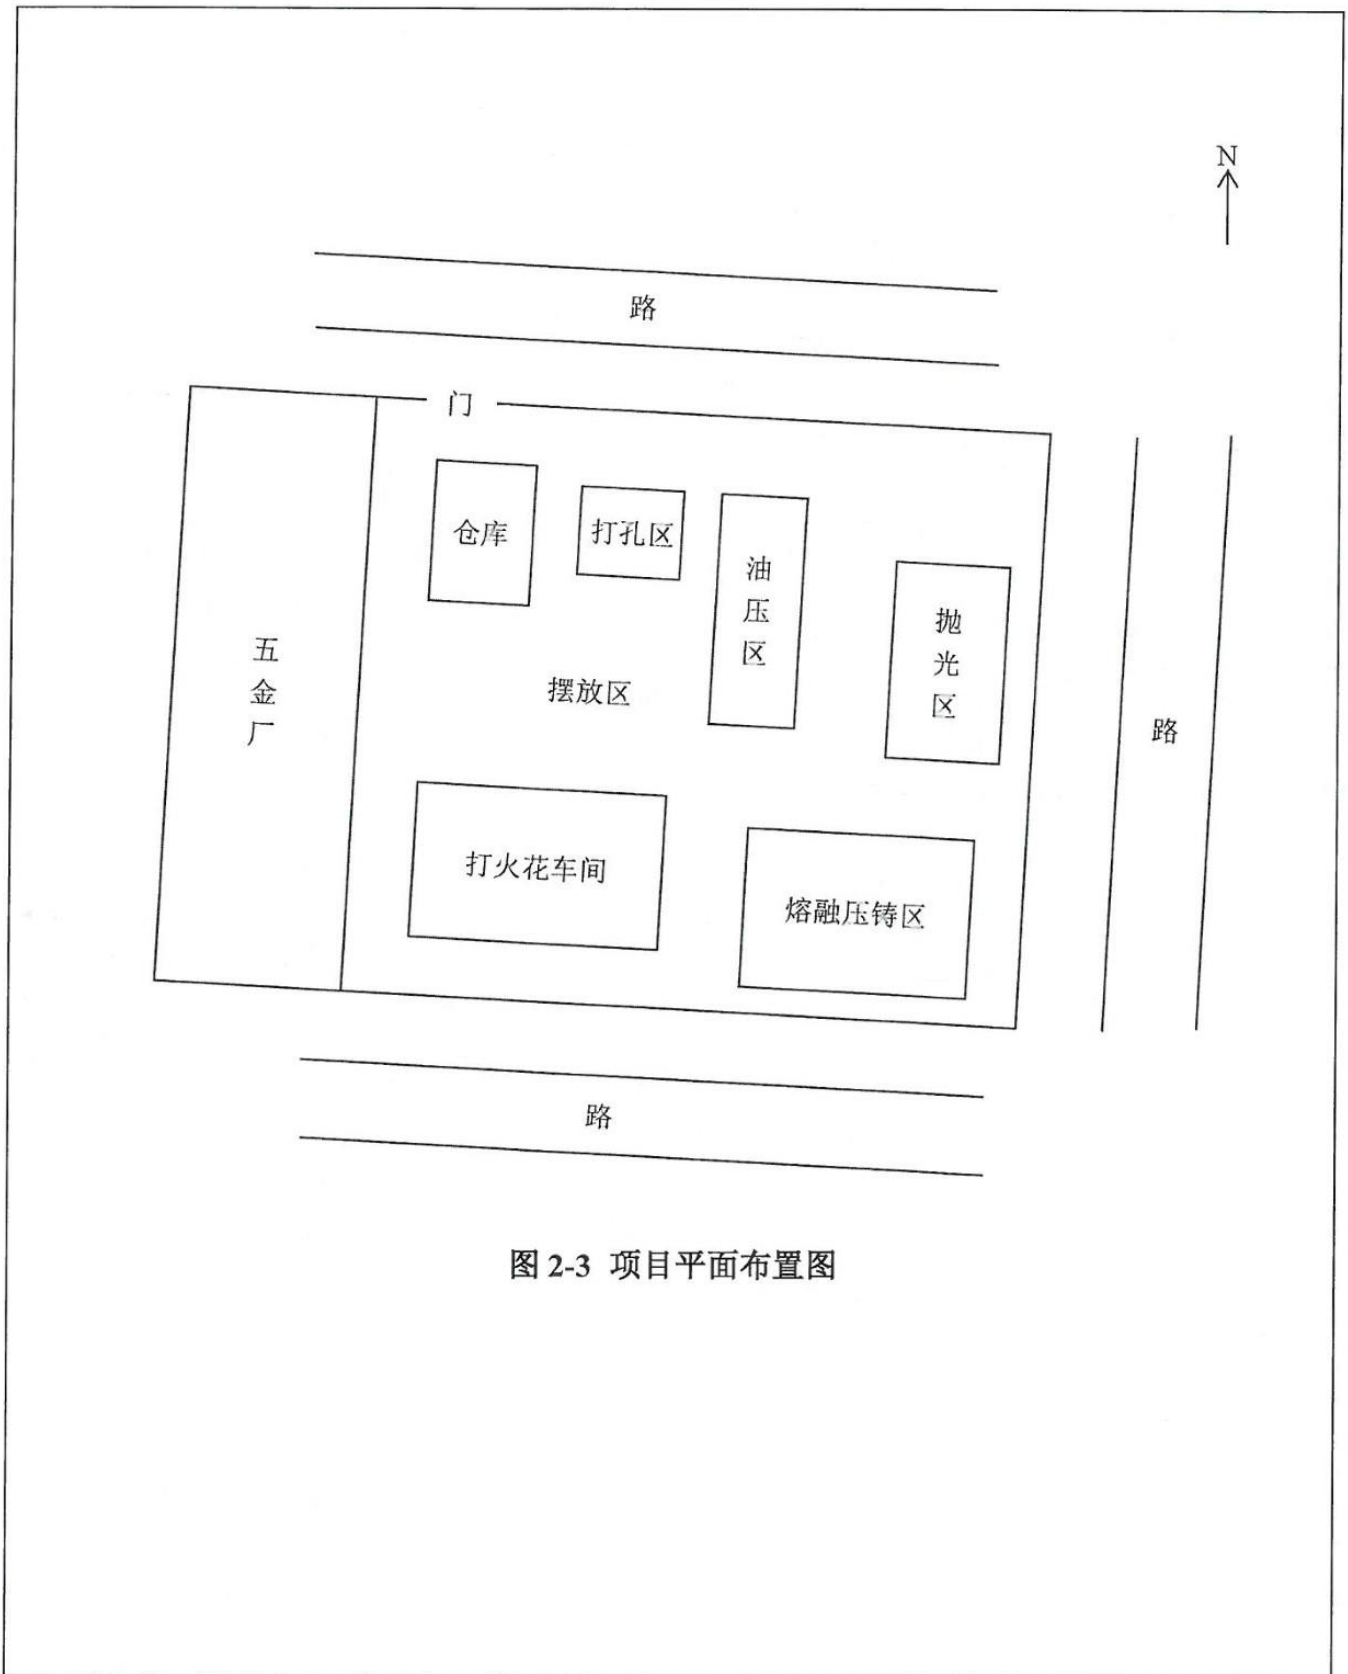 N
路
门
仓库
打孔区
油压区
抛光区
五金厂
摆放区
路
打火花车间
熔融压铸区
路
图 2-3 项目平面布置图